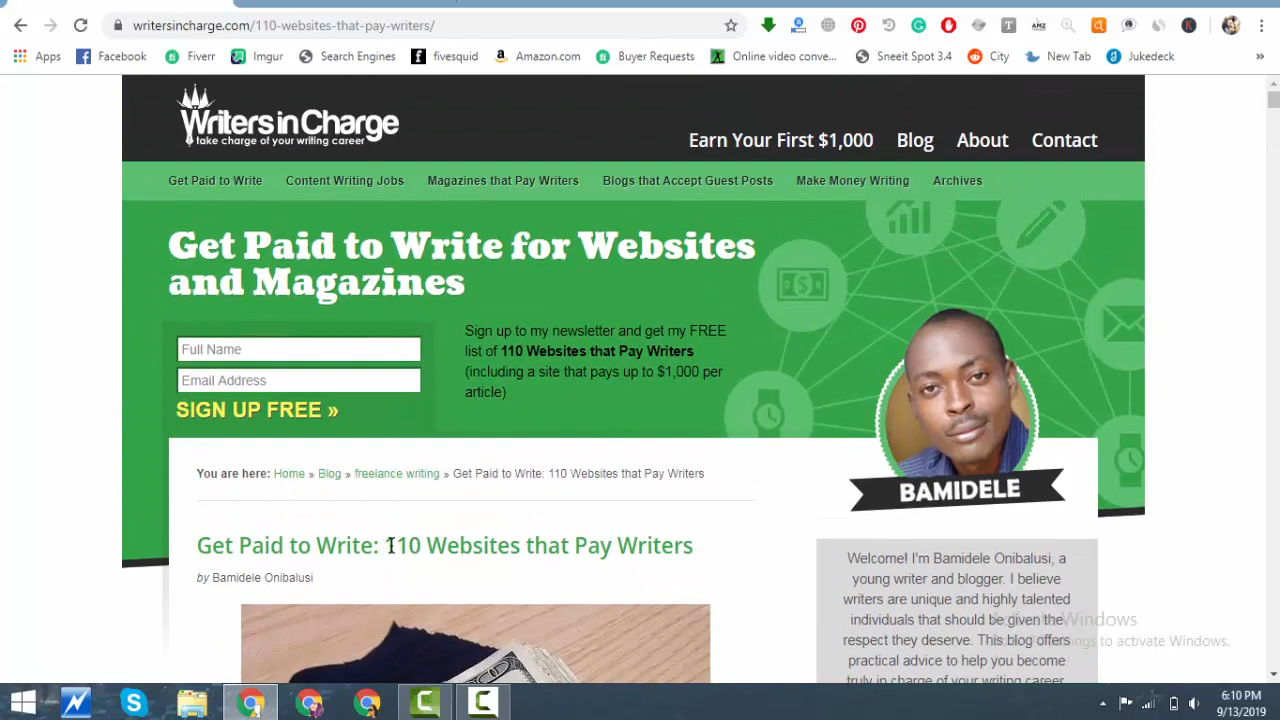 writersincharge.com/110-websites-that-pay-writers/
Apps Facebook Fiverr Imgur Search Engines fivesquid Amazon.com Buyer Requests Online video conve... Sneeit Spot 3.4 City New Tab Jukedeck »
Writers in Charge
take charge of your writing career
Earn Your First $1,000 Blog About Contact
Get Paid to Write Content Writing Jobs Magazines that Pay Writers Blogs that Accept Guest Posts Make Money Writing Archives
Get Paid to Write for Websites
and Magazines
Full Name
Email Address
SIGN UP FREE »
Sign up to my newsletter and get my FREE
list of 110 Websites that Pay Writers
(including a site that pays up to $1,000 per
article)
BAMIDELE
You are here: Home » Blog » freelance writing » Get Paid to Write: 110 Websites that Pay Writers
Get Paid to Write: 110 Websites that Pay Writers
by Bamidele Onibalusi
Welcome! I'm Bamidele Onibalusi, a
young writer and blogger. I believe
writers are unique and highly talented
individuals that should be given the
respect they deserve. This blog offers
practical advice to help you become
truly in charge of your writing career
Activate Windows
to activate Windows.
6:10 PM
9/13/2019